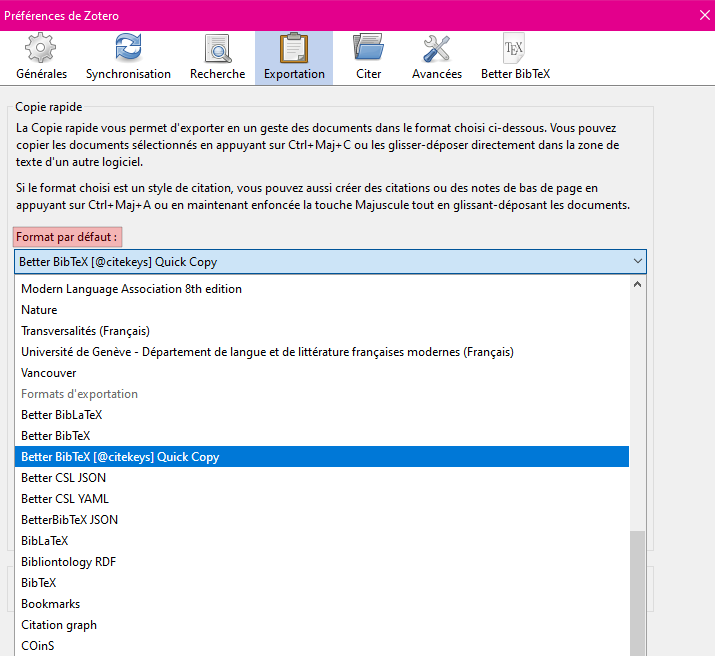 Préférences de Zotero
Générales
Synchronisation
Recherche
Exportation
Citer
Avancées
TEX
Better BibTeX
Copie rapide
La Copie rapide vous permet d'exporter en un geste des documents dans le format choisi ci-dessous. Vous pouvez
copier les documents sélectionnés en appuyant sur Ctrl+Maj+C ou les glisser-déposer directement dans la zone de
texte d'un autre logiciel.
Si le format choisi est un style de citation, vous pouvez aussi créer des citations ou des notes de bas de page en
appuyant sur Ctrl+Maj+A ou en maintenant enfoncée la touche Majuscule tout en glissant-déposant les documents.
Format par défaut :
Better BibTeX [@citekeys] Quick Copy
Modern Language Association 8th edition
Nature
Transversalités (Français)
Université de Genève - Département de langue et de littérature françaises modernes (Français)
Vancouver
Formats d'exportation
Better BibLaTeX
Better BibTeX
Better BibTeX [@citekeys] Quick Copy
Better CSL JSON
Better CSL YAML
BetterBibTeX JSON
BibLaTeX
Bibliontology RDF
BibTeX
Bookmarks
Citation graph
COinS